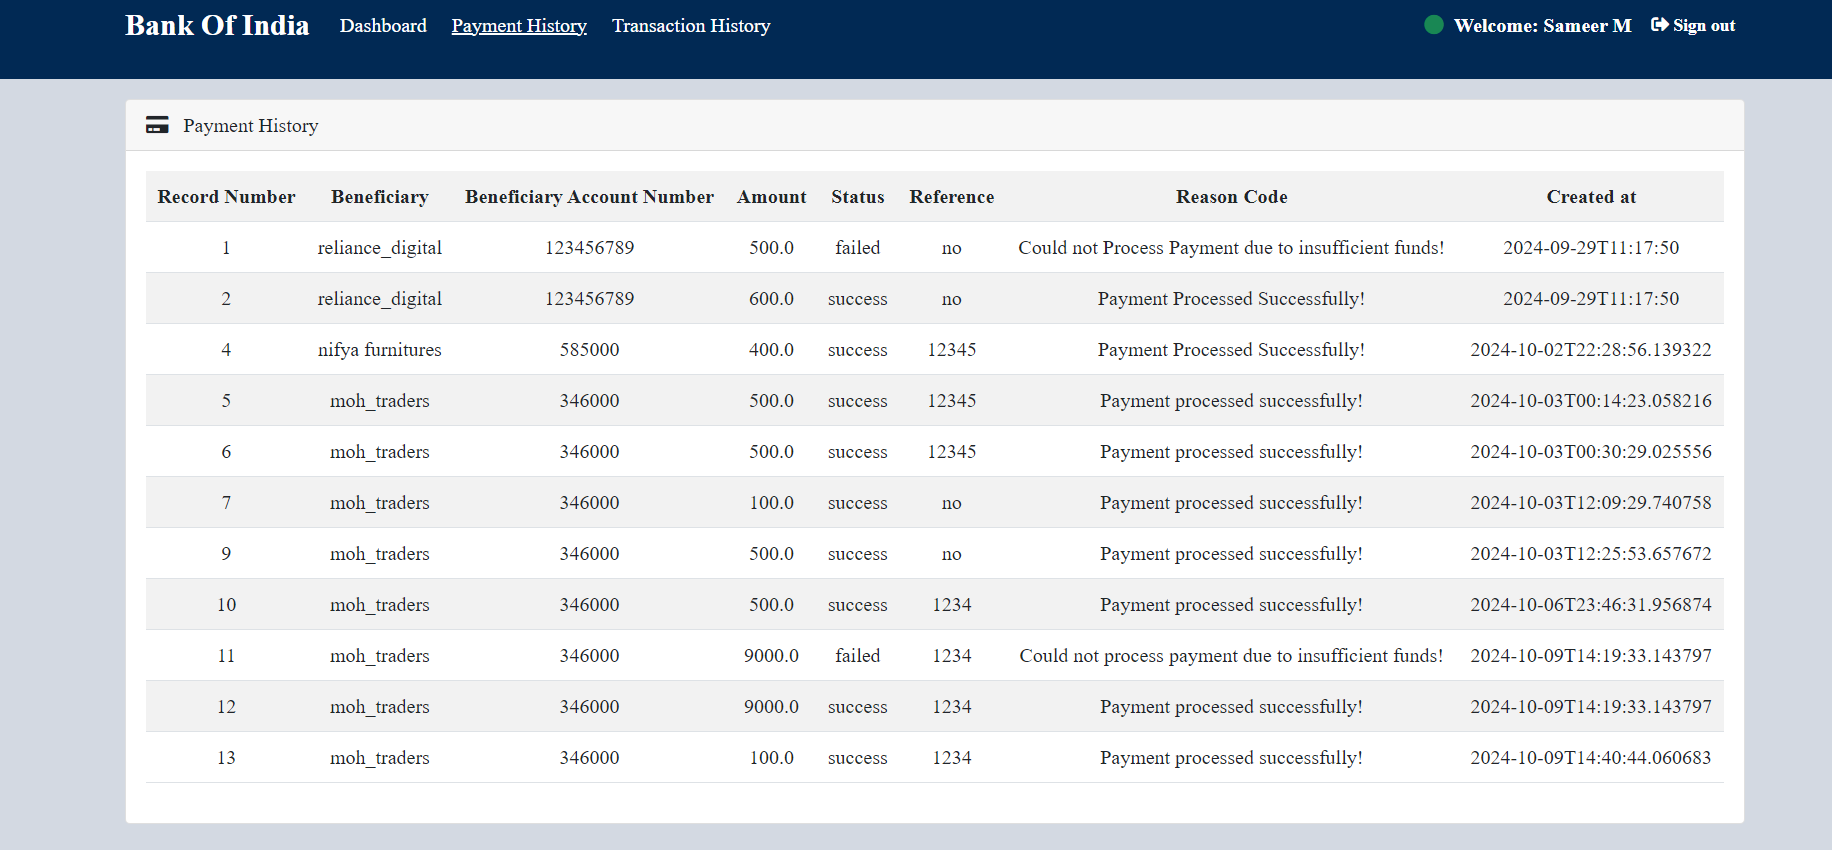 Bank Of India Dashboard Payment History Transaction History Welcome: Sameer M Sign out
Payment History
Record Number Beneficiary Beneficiary Account Number Amount Status Reference Reason Code Created at
1 reliance_digital 123456789 500.0 failed no Could not Process Payment due to insufficient funds! 2024-09-29T11:17:50
2 reliance_digital 123456789 600.0 success no Payment Processed Successfully! 2024-09-29T11:17:50
4 nifya furnitures 585000 400.0 success 12345 Payment Processed Successfully! 2024-10-02T22:28:56.139322
5 moh_traders 346000 500.0 success 12345 Payment processed successfully! 2024-10-03T00:14:23.058216
6 moh_traders 346000 500.0 success 12345 Payment processed successfully! 2024-10-03T00:30:29.025556
7 moh_traders 346000 100.0 success no Payment processed successfully! 2024-10-03T12:09:29.740758
9 moh_traders 346000 500.0 success no Payment processed successfully! 2024-10-03T12:25:53.657672
10 moh_traders 346000 500.0 success 1234 Payment processed successfully! 2024-10-06T23:46:31.956874
11 moh_traders 346000 9000.0 failed 1234 Could not process payment due to insufficient funds! 2024-10-09T14:19:33.143797
12 moh_traders 346000 9000.0 success 1234 Payment processed successfully! 2024-10-09T14:19:33.143797
13 moh_traders 346000 100.0 success 1234 Payment processed successfully! 2024-10-09T14:40:44.060683